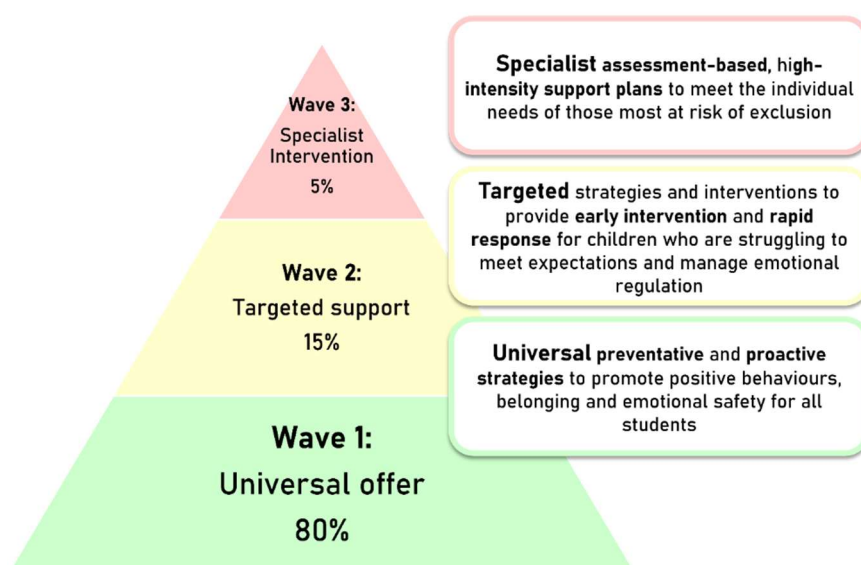 Wave 3:
Specialist
Intervention
5%
Specialist assessment-based, high-
intensity support plans to meet the individual
needs of those most at risk of exclusion
Wave 2:
Targeted support
15%
Targeted strategies and interventions to
provide early intervention and rapid
response for children who are struggling to
meet expectations and manage emotional
regulation
Wave 1:
Universal offer
80%
Universal preventative and proactive
strategies to promote positive behaviours,
belonging and emotional safety for all
students